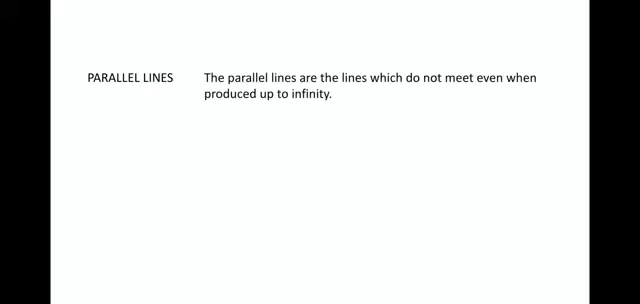 PARALLEL LINES The parallel lines are the lines which do not meet even when
produced up to infinity.